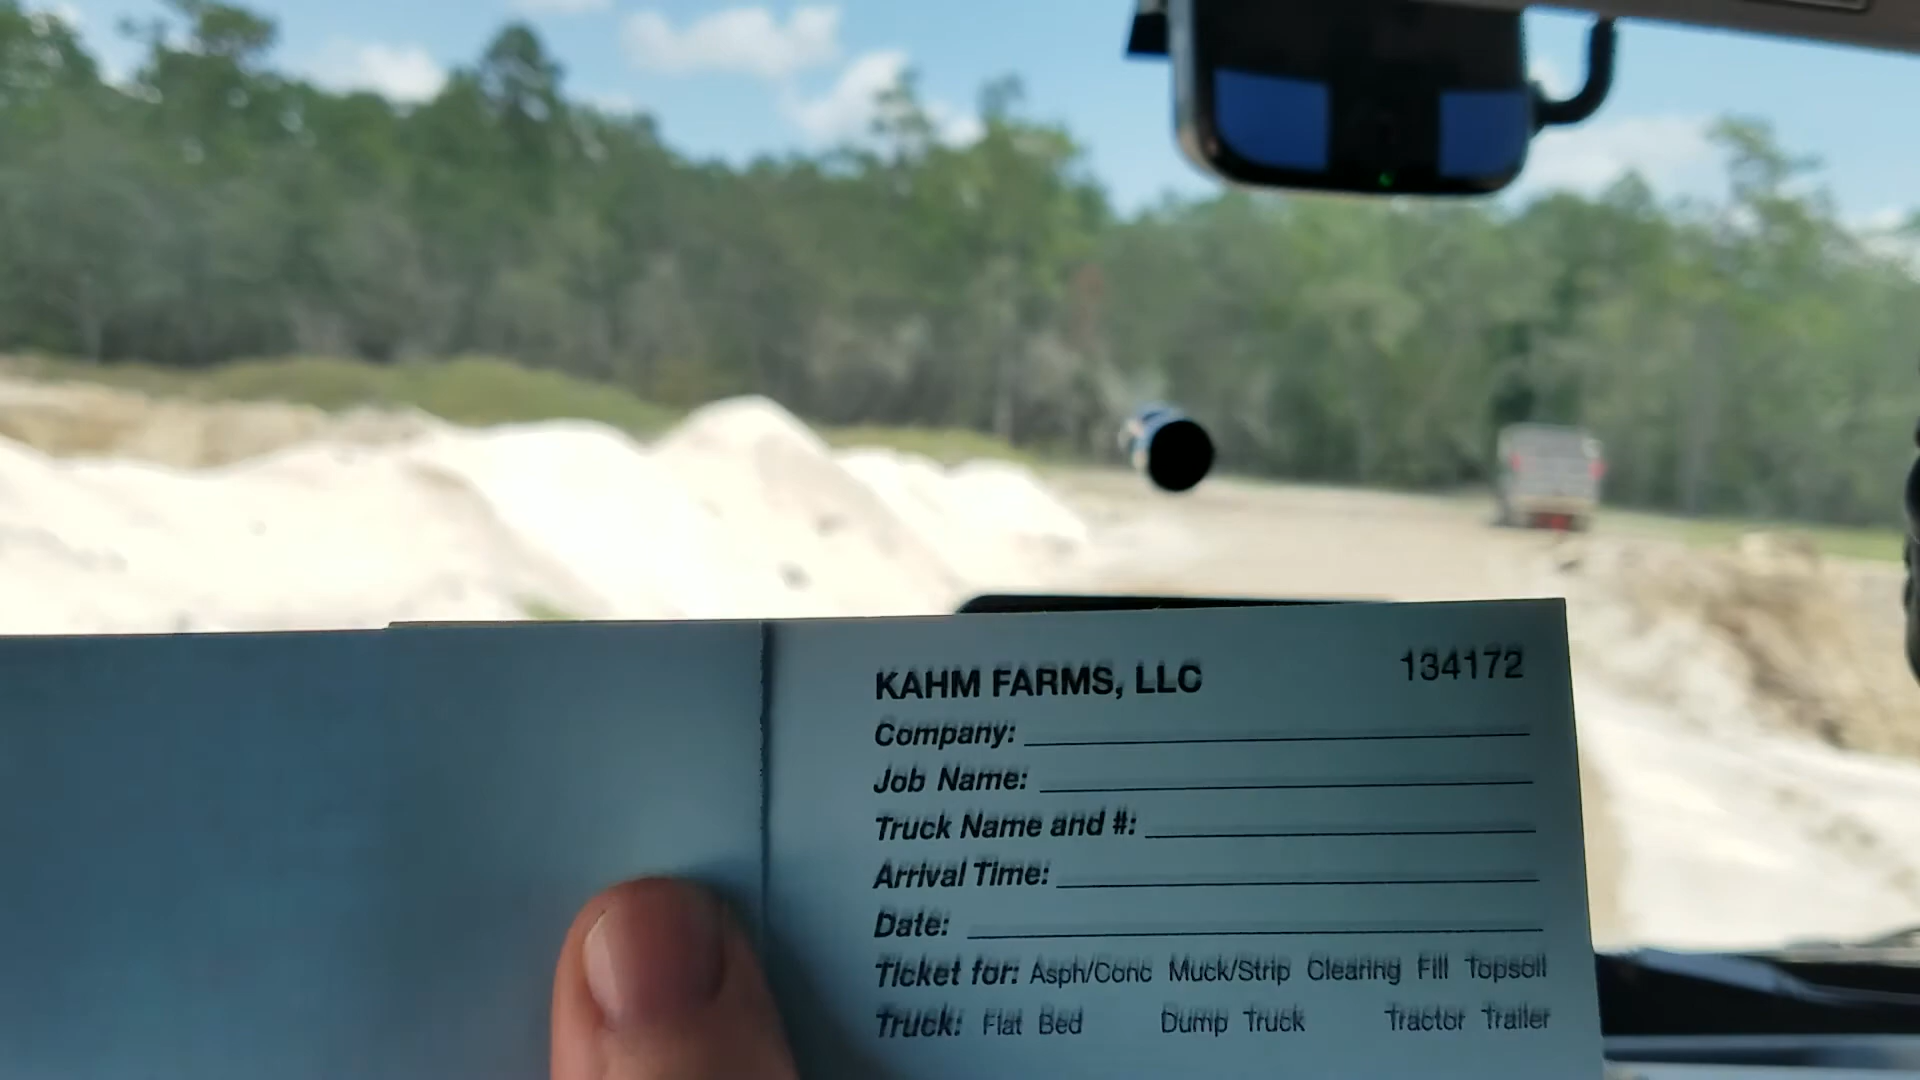 KAHM FARMS, LLC 134172
Company:
Job Name:
Truck Name and #:
Arrival Time:
Date:
Ticket for: Asph/Conc Muck/Strip Clearing Fill Topsoil
Truck: Flat Bed Dump Truck Tractor Trailer